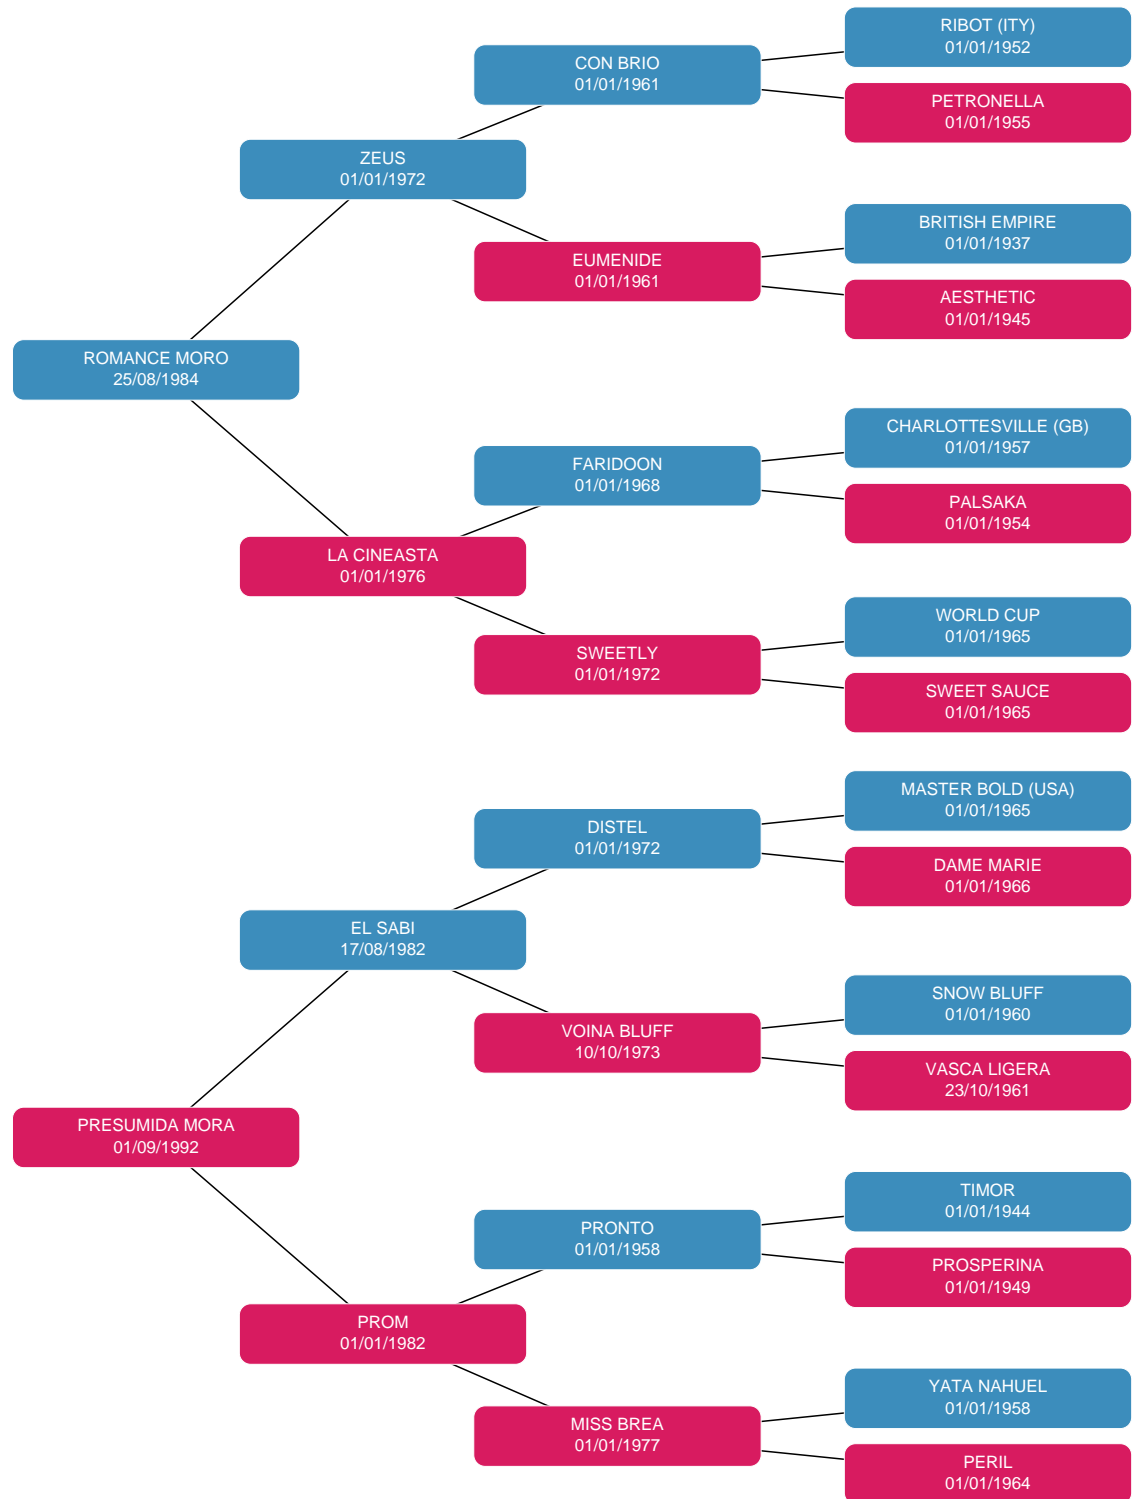 RIBOT (ITY)
01/01/1952
CON BRIO
01/01/1961
PETRONELLA
01/01/1955
ZEUS
01/01/1972
BRITISH EMPIRE
01/01/1937
EUMENIDE
01/01/1961
AESTHETIC
01/01/1945
ROMANCE MORO
25/08/1984
CHARLOTTESVILLE (GB)
01/01/1957
FARIDOON
01/01/1968
PALSAKA
01/01/1954
LA CINEASTA
01/01/1976
WORLD CUP
01/01/1965
SWEETLY
01/01/1972
SWEET SAUCE
01/01/1965
MASTER BOLD (USA)
01/01/1965
DISTEL
01/01/1972
DAME MARIE
01/01/1966
EL SABI
17/08/1982
SNOW BLUFF
01/01/1960
VOINA BLUFF
10/10/1973
VASCA LIGERA
23/10/1961
PRESUMIDA MORA
01/09/1992
TIMOR
01/01/1944
PRONTO
01/01/1958
PROSPERINA
01/01/1949
PROM
01/01/1982
YATA NAHUEL
01/01/1958
MISS BREA
01/01/1977
PERIL
01/01/1964